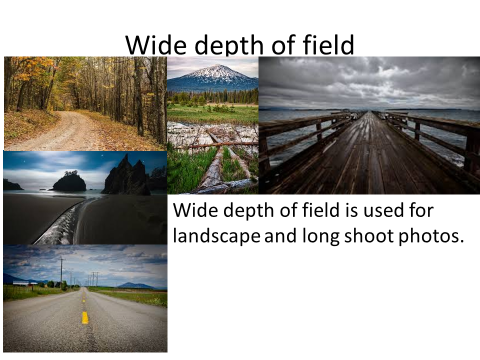 Wide depth of field
Wide depth of field is used for
landscape and long shoot photos.